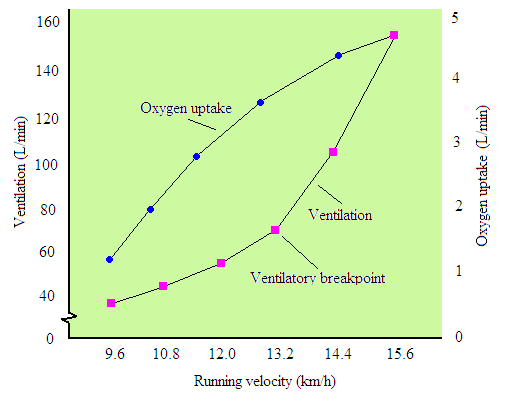 160
140
120
100
80
60
40
0
Ventilation (L/min)
5
4
3
2
1
0
Oxygen uptake (L/min)
Oxygen uptake
Ventilation
Ventilatory breakpoint
9.6 10.8 12.0 13.2 14.4 15.6
Running velocity (km/h)